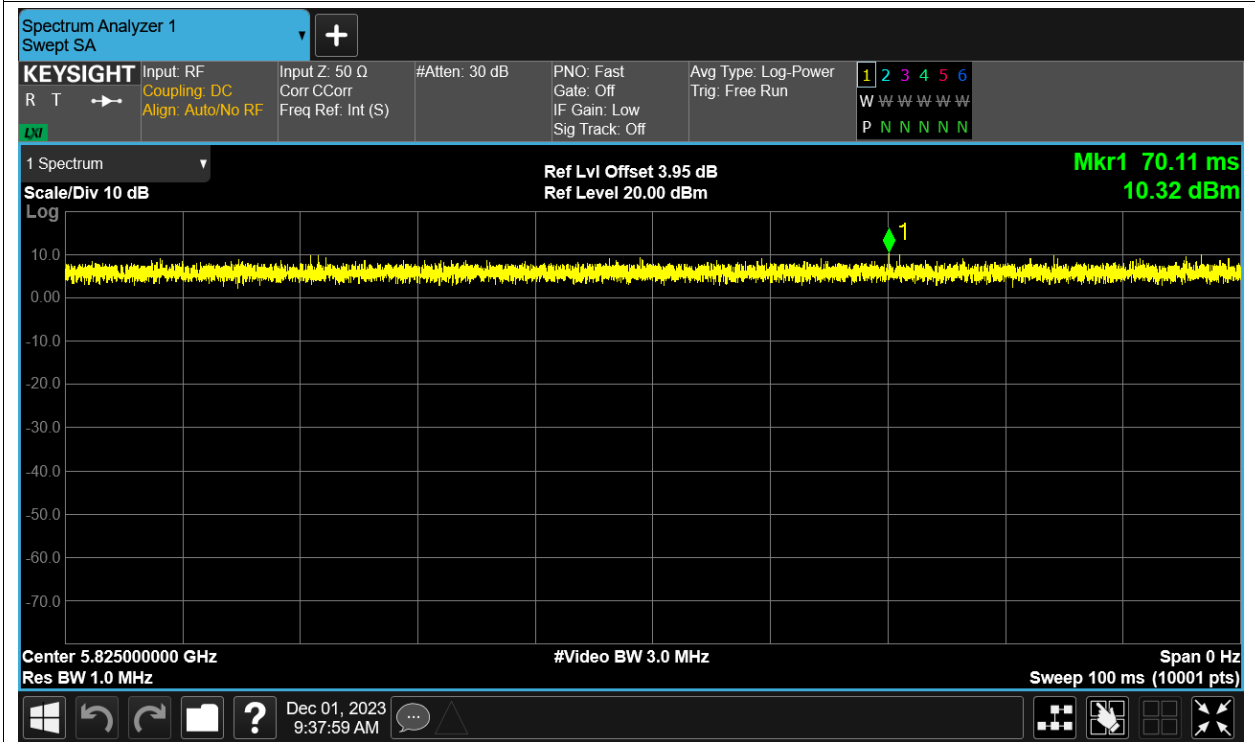 Spectrum Analyzer 1
Swept SA
KEYSIGHT
R T
LXI
Input: RF
Coupling: DC
Align: Auto/No RF
Input Z: 50 Ω
Corr CCorr
Freq Ref: Int (S)
#Atten: 30 dB
PNO: Fast
Gate: Off
IF Gain: Low
Sig Track: Off
Avg Type: Log-Power
Trig: Free Run
1 2 3 4 5 6
W W W W W W
P N N N N N
1 Spectrum
Scale/Div 10 dB
Log
Ref Lvl Offset 3.95 dB
Ref Level 20.00 dBm
Mkr1 70.11 ms
10.32 dBm
1
10.0
0.00
-10.0
-20.0
-30.0
-40.0
-50.0
-60.0
-70.0
Center 5.825000000 GHz
#Video BW 3.0 MHz
Span 0 Hz
Res BW 1.0 MHz
Sweep 100 ms (10001 pts)
?
Dec 01, 2023
9:37:59 AM